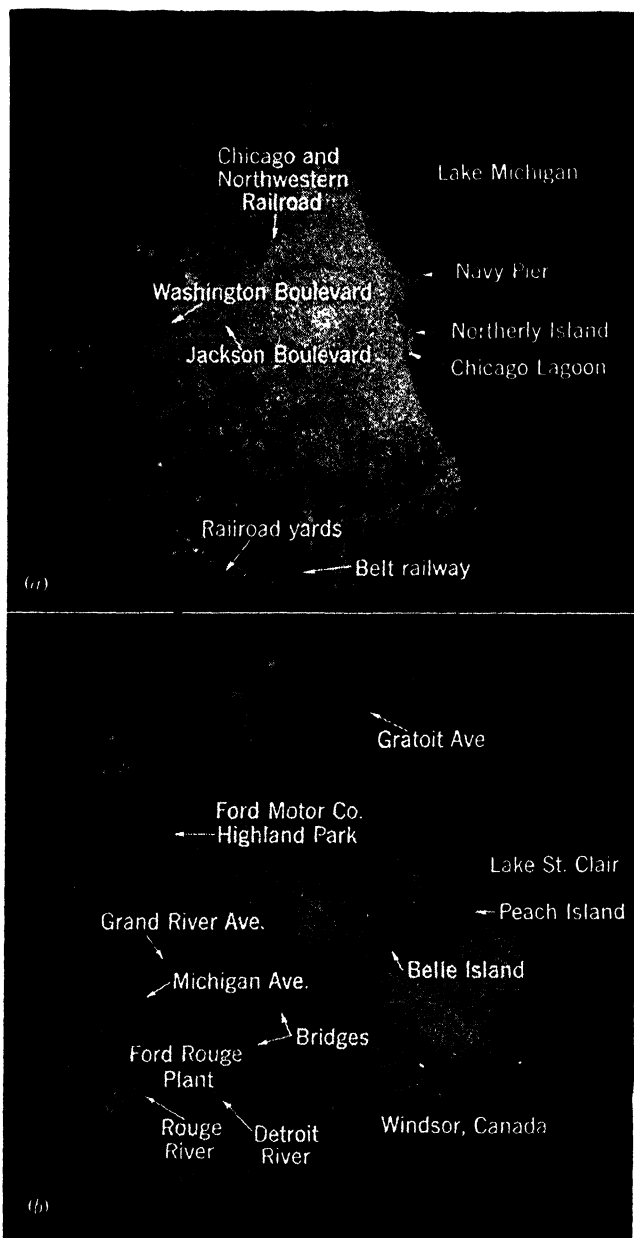 Chicago and
Northwestern
Railroad
Lake Michigan
Navy Pier
Washington Boulevard
Northerly Island
Jackson Boulevard
Chicago Lagoon
Railroad yards
Belt railway
(a)
Gratoit Ave
Ford Motor Co.
Highland Park
Lake St. Clair
Peach Island
Grand River Ave.
Belle Island
Michigan Ave.
Bridges
Ford Rouge
Plant
Rouge
River
Detroit
River
Windsor, Canada
(b)